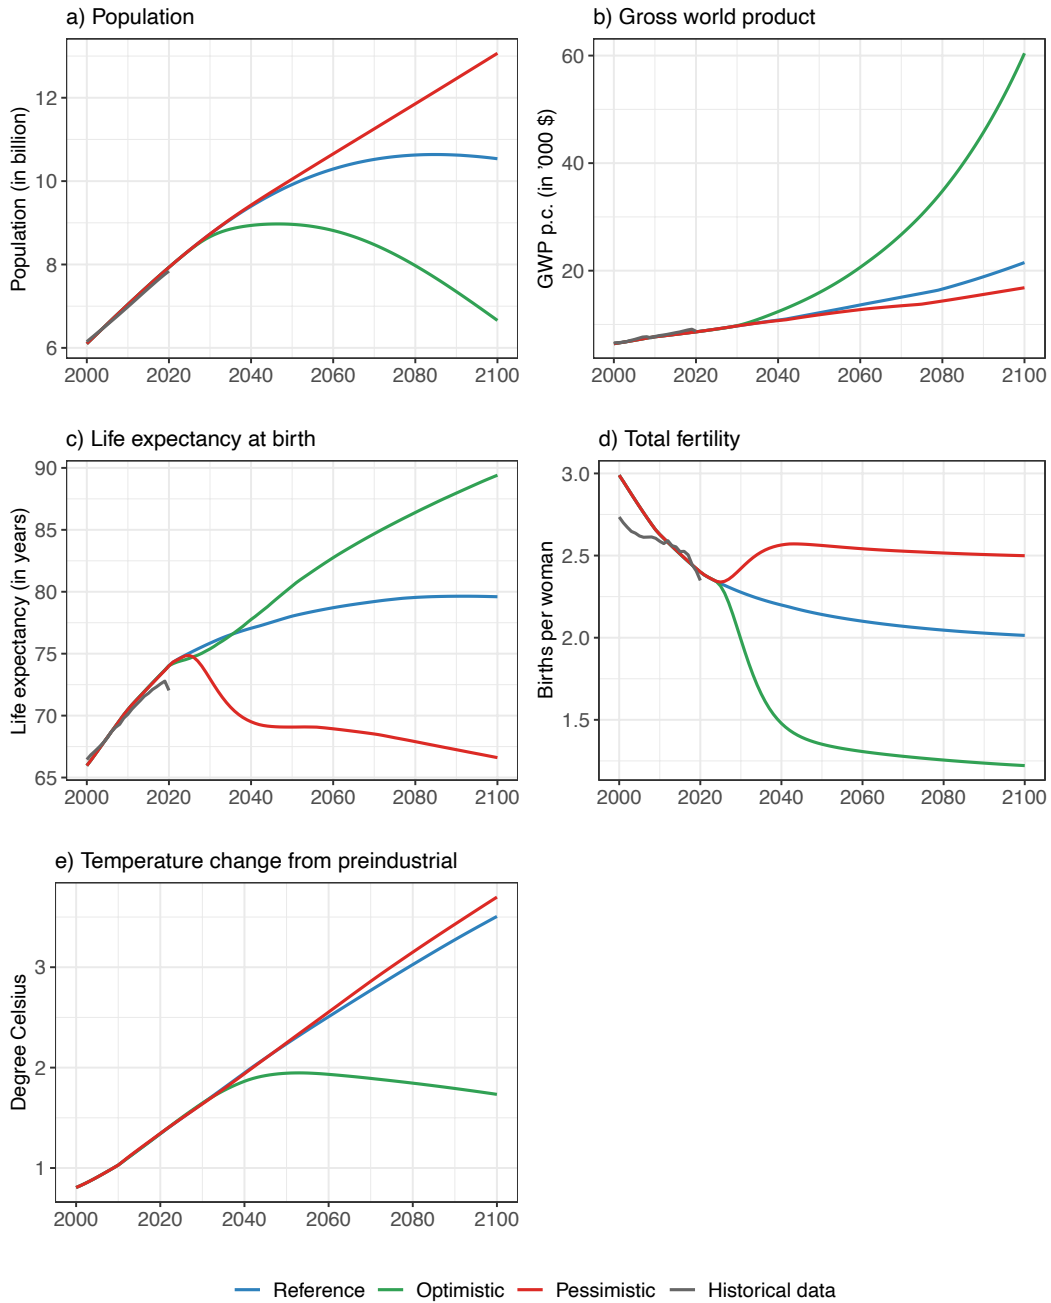 a) Population
Population (in billion)
12
10
8
6
2000 2020 2040 2060 2080 2100
b) Gross world product
GWP p.c. (in '000 $)
60
40
20
2000 2020 2040 2060 2080 2100
c) Life expectancy at birth
Life expectancy (in years)
90
85
80
75
70
65
2000 2020 2040 2060 2080 2100
d) Total fertility
Births per woman
3.0
2.5
2.0
1.5
2000 2020 2040 2060 2080 2100
e) Temperature change from preindustrial
Degree Celsius
3
2
1
2000 2020 2040 2060 2080 2100
Reference Optimistic Pessimistic Historical data